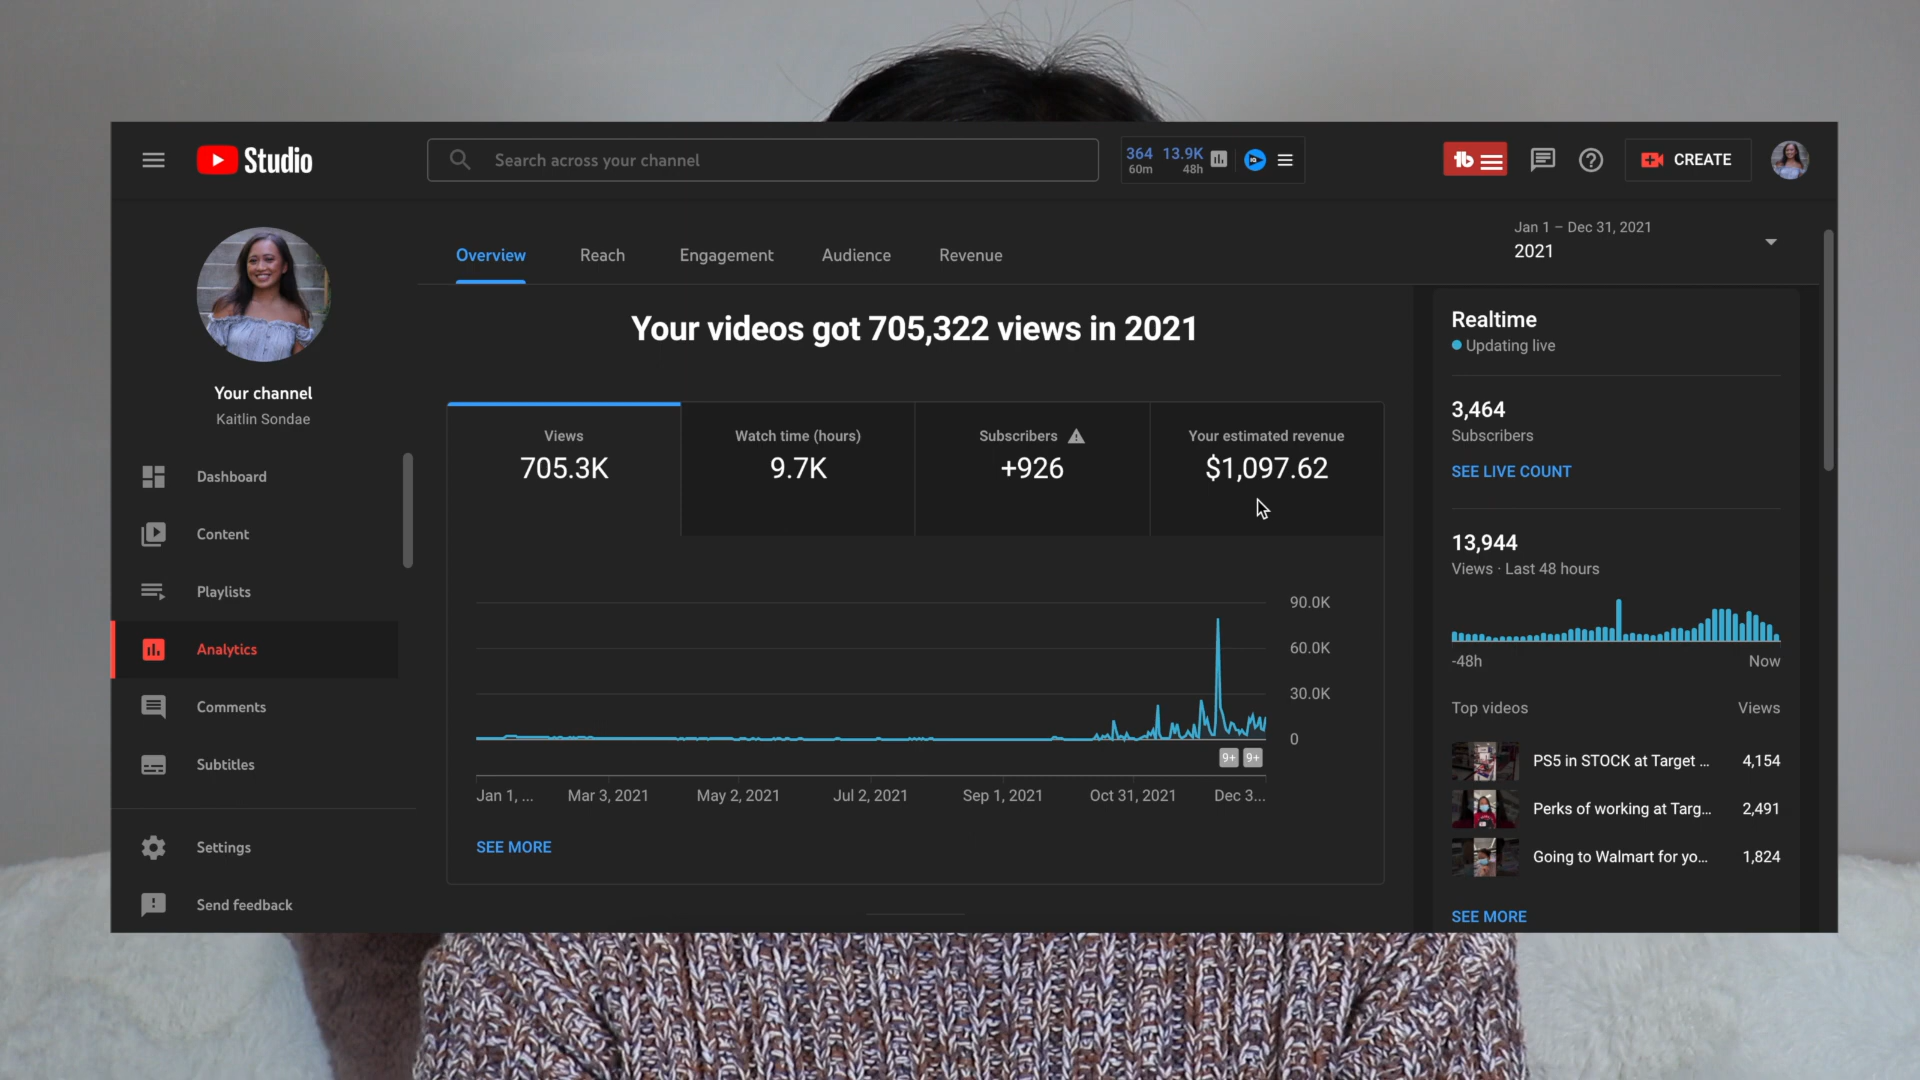 Studio
Search across your channel
364 13.9K
60m 48h
CREATE
Your channel
Kaitlin Sondae
Dashboard
Content
Playlists
Analytics
Comments
Subtitles
Settings
Send feedback
Overview Reach Engagement Audience Revenue
Jan 1 – Dec 31, 2021
2021
Your videos got 705,322 views in 2021
Views
705.3K
Watch time (hours)
9.7K
Subscribers
+926
Your estimated revenue
$1,097.62
90.0K
60.0K
30.0K
0
9+ 9+
Jan 1, ... Mar 3, 2021 May 2, 2021 Jul 2, 2021 Sep 1, 2021 Oct 31, 2021 Dec 3...
SEE MORE
Realtime
Updating live
3,464
Subscribers
SEE LIVE COUNT
13,944
Views · Last 48 hours
-48h Now
Top videos Views
PS5 in STOCK at Target ... 4,154
Perks of working at Targ... 2,491
Going to Walmart for yo... 1,824
SEE MORE